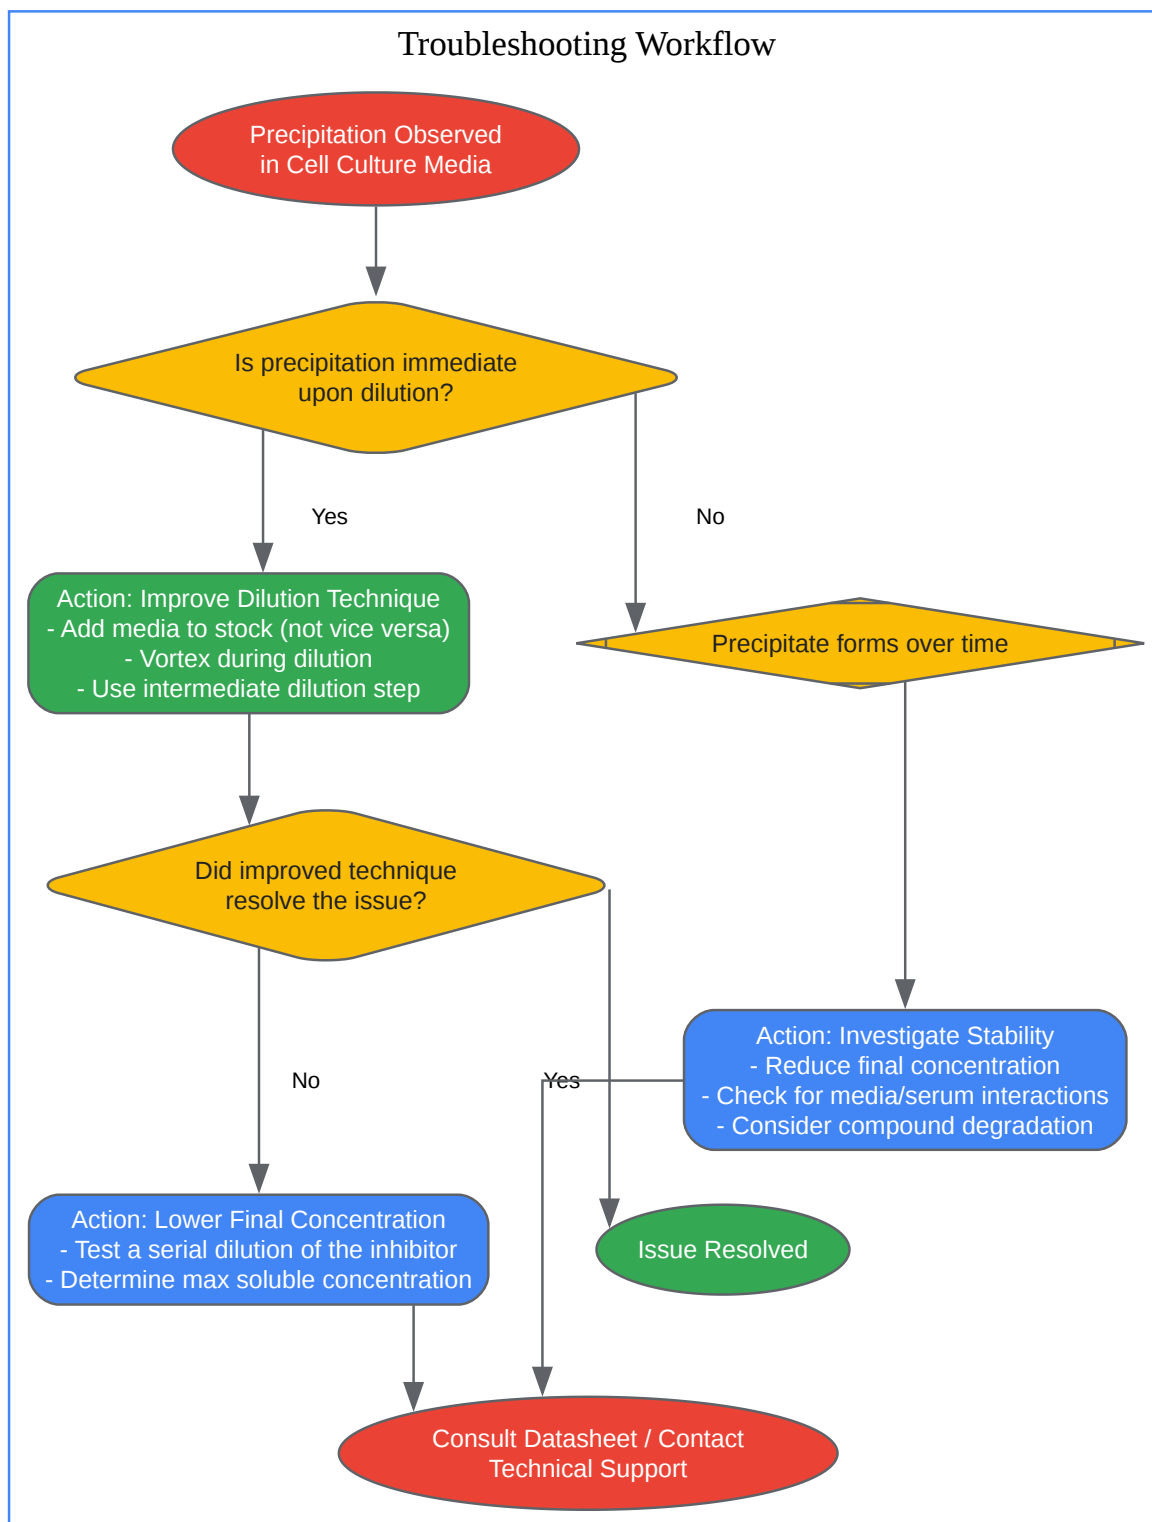 Troubleshooting Workflow
Precipitation Observed
in Cell Culture Media
Is precipitation immediate
upon dilution?
Yes
No
Action: Improve Dilution Technique
- Add media to stock (not vice versa)
- Vortex during dilution
- Use intermediate dilution step
Precipitate forms over time
Did improved technique
resolve the issue?
No
Yes
Action: Investigate Stability
- Reduce final concentration
- Check for media/serum interactions
- Consider compound degradation
Action: Lower Final Concentration
- Test a serial dilution of the inhibitor
- Determine max soluble concentration
Issue Resolved
Consult Datasheet / Contact
Technical Support